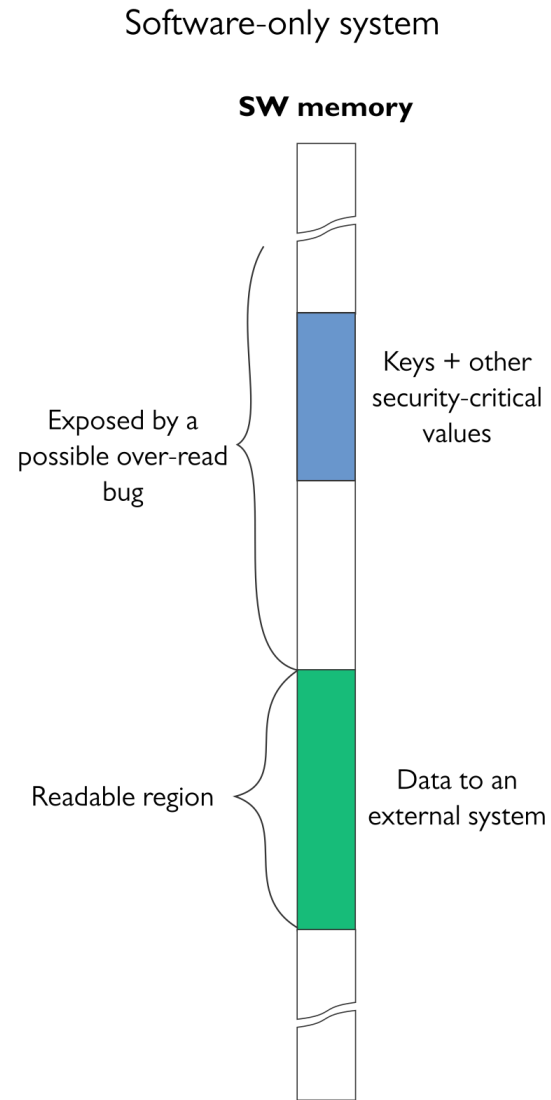 Software-only system
SW memory
Keys + other
security-critical
values
Exposed by a
possible over-read
bug
Readable region
Data to an
external system